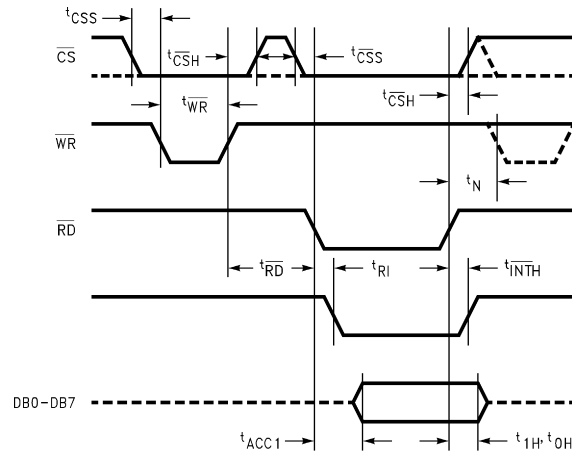 tCSS
CS
tCSH
tCSS
tWR
tCSH
WR
tN
RD
tRD
tRI
tINTH
DB0-DB7
tACC1
t1H, t0H